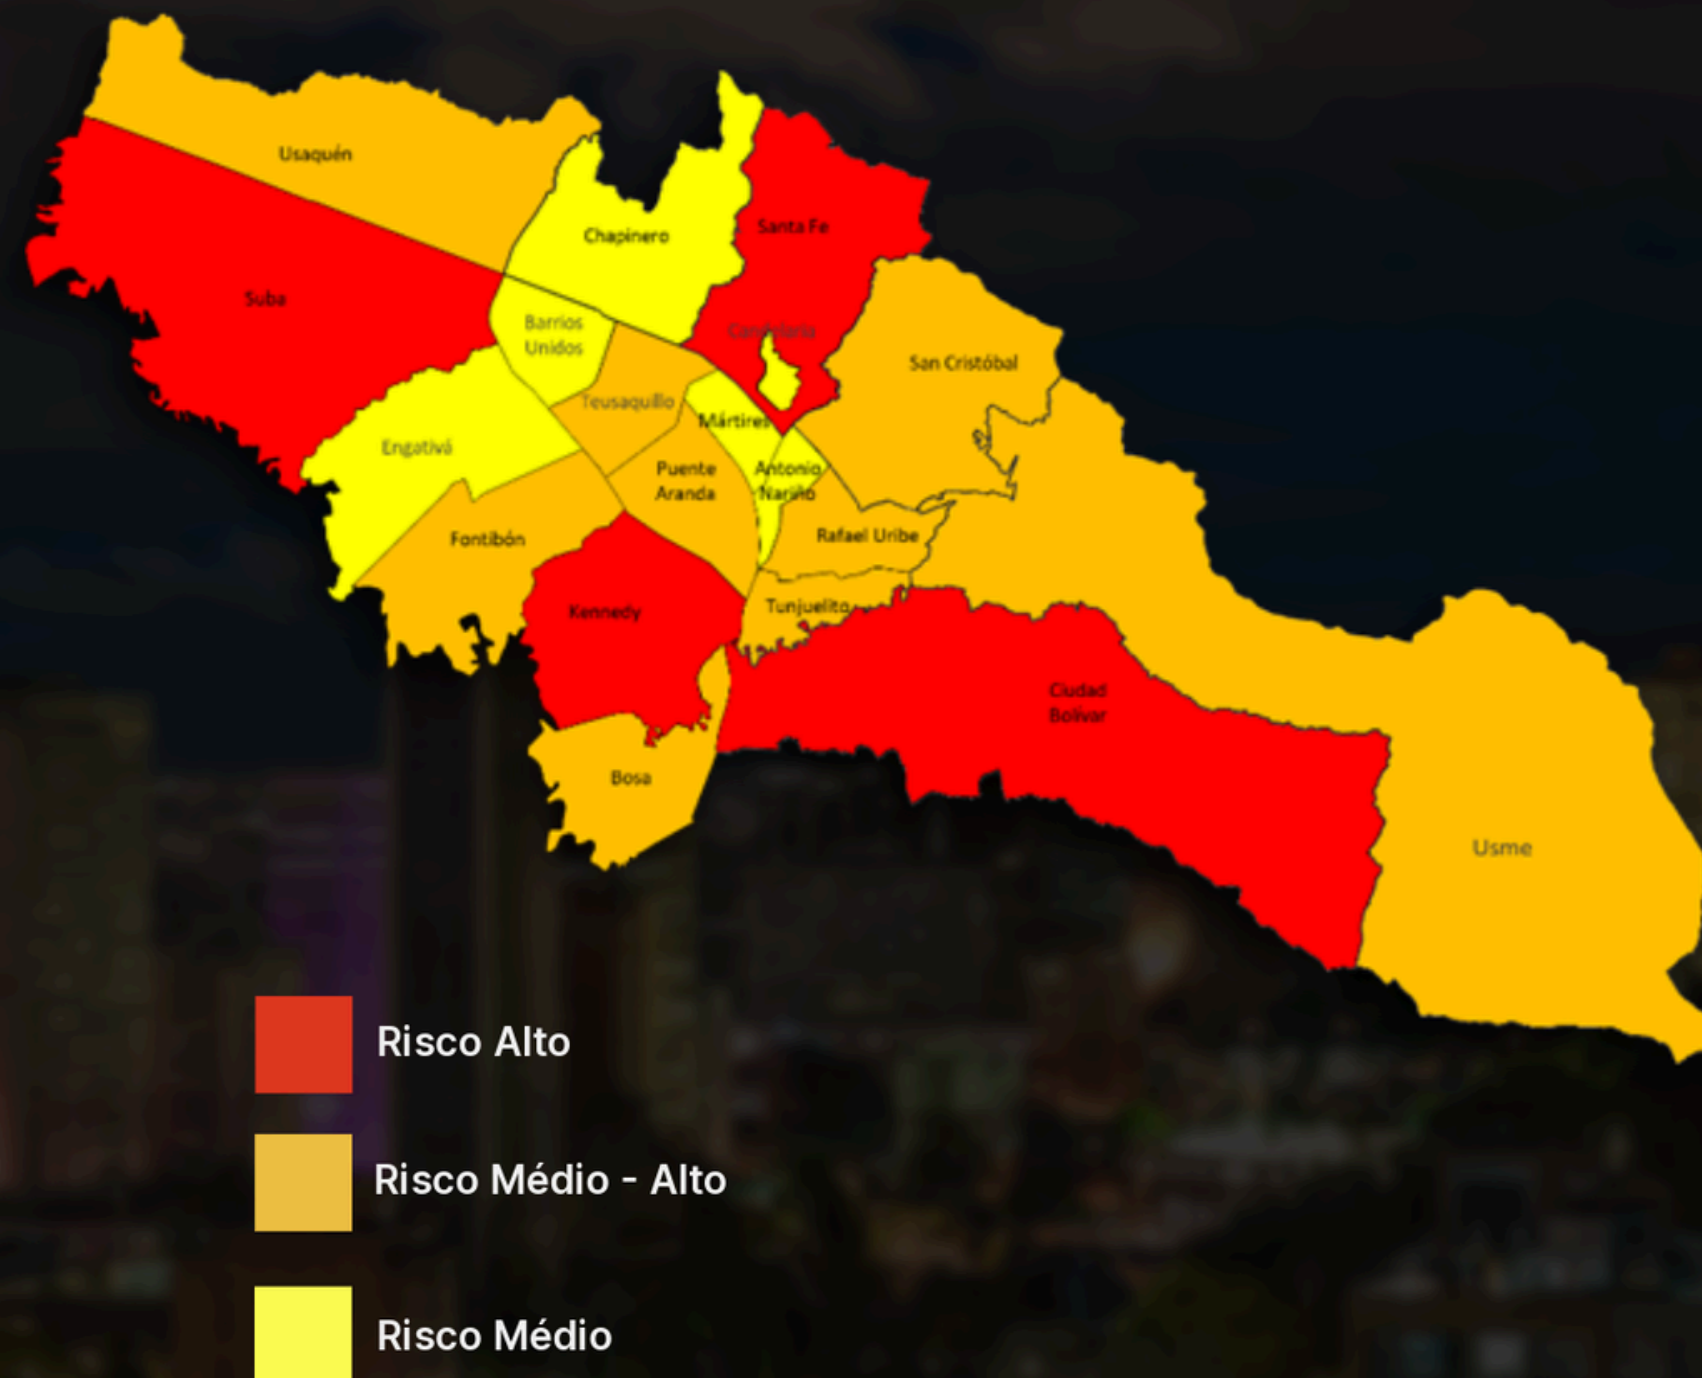 Usaquén
Suba
Chapinero
Santa Fe
Barrios
Unidos
Candelaria
San Cristóbal
Teusaquillo
Mártires
Engativá
Puente
Aranda
Antonio
Nariño
Fontibón
Rafael Uribe
Kennedy
Tunjuelito
Ciudad
Bolívar
Bosa
Usme
Risco Alto
Risco Médio - Alto
Risco Médio